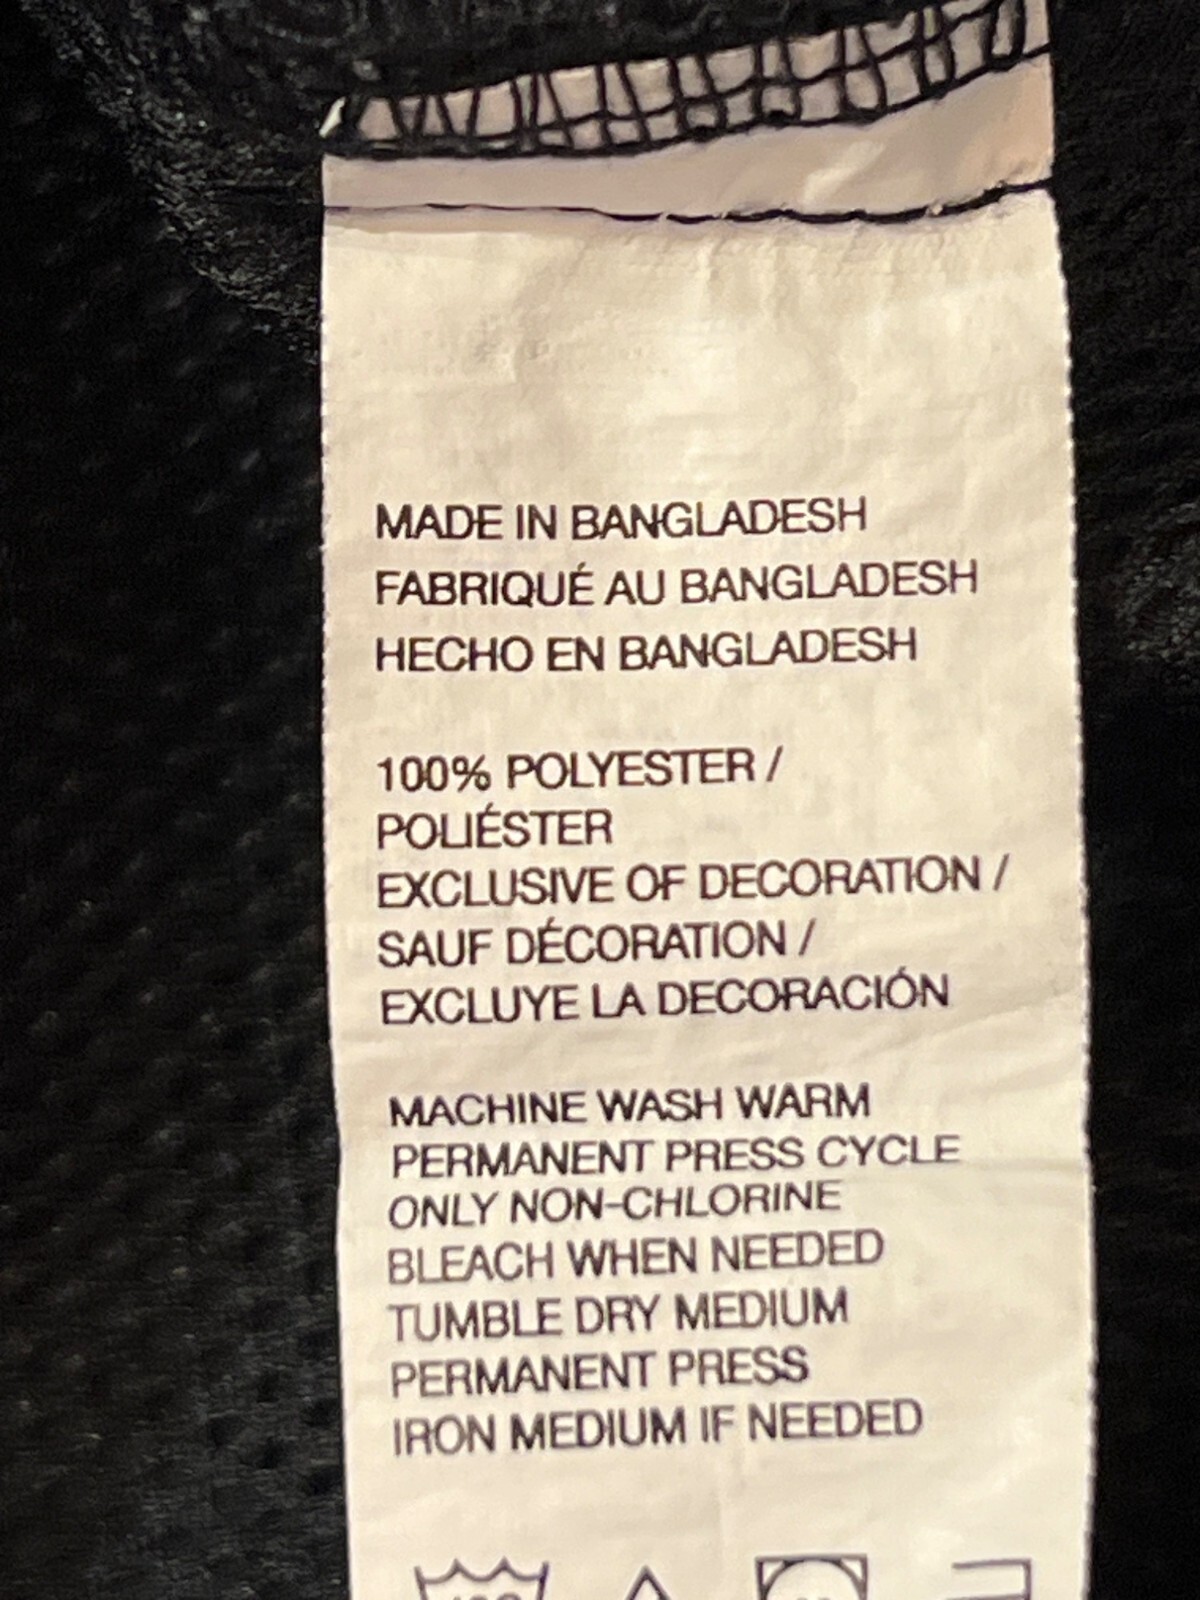 MADE IN BANGLADESH
FABRIQUÉ AU BANGLADESH
HECHO EN BANGLADESH
100% POLYESTER /
POLIÉSTER
EXCLUSIVE OF DECORATION /
SAUF DÉCORATION /
EXCLUYE LA DECORACIÓN
MACHINE WASH WARM
PERMANENT PRESS CYCLE
ONLY NON-CHLORINE
BLEACH WHEN NEEDED
TUMBLE DRY MEDIUM
PERMANENT PRESS
IRON MEDIUM IF NEEDED